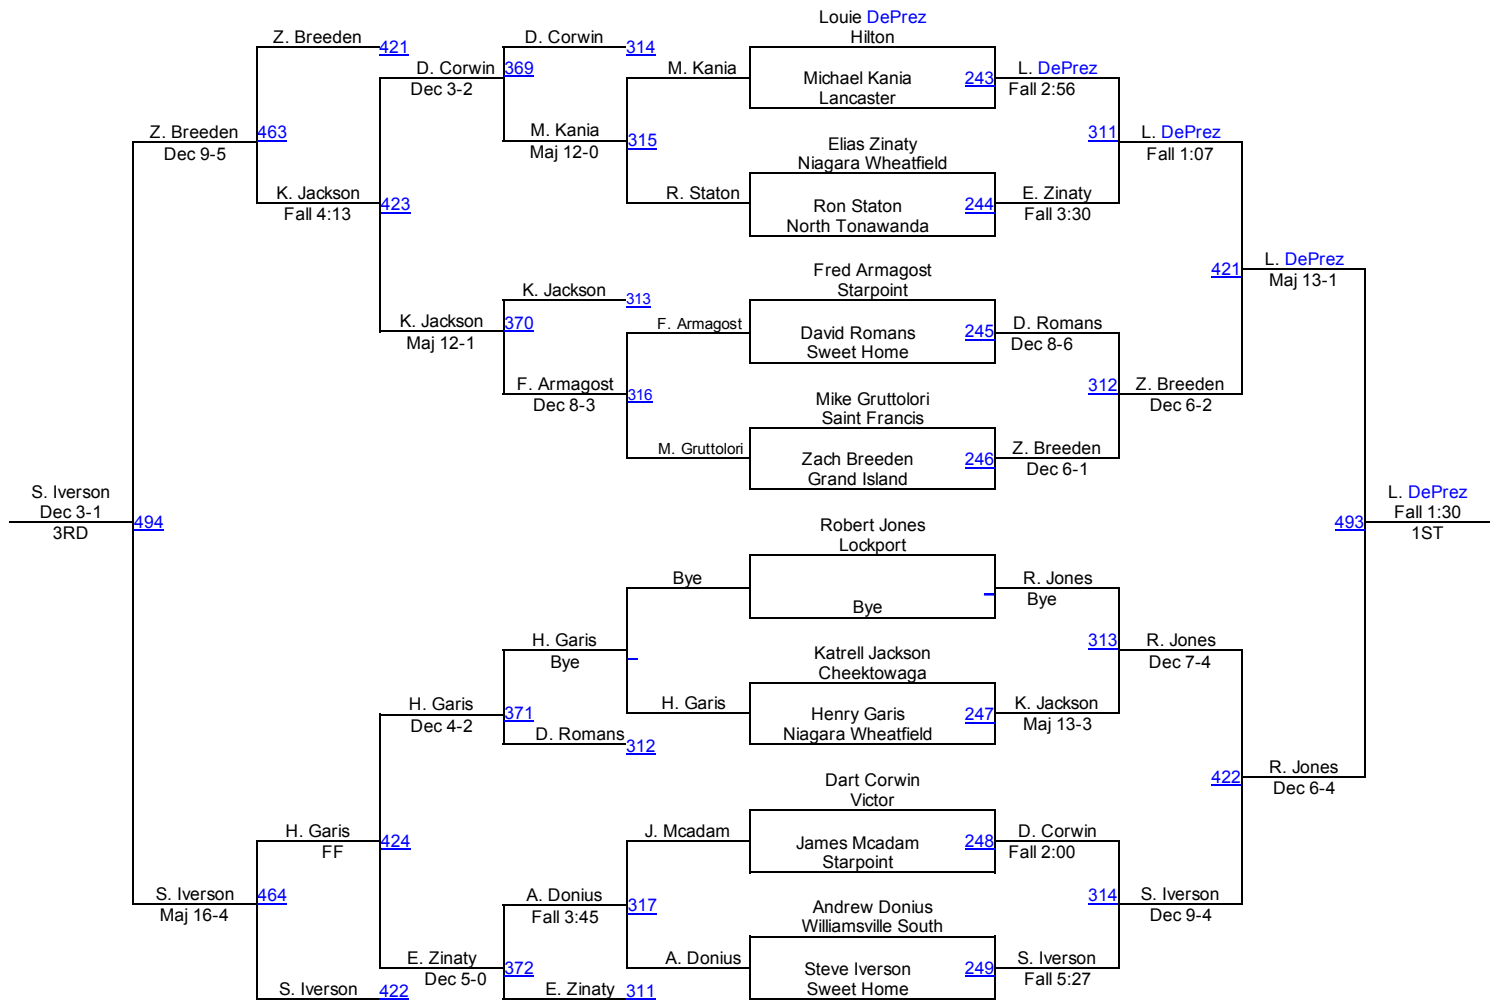 Louie DePrez
Hilton
Z. Breeden
421
D. Corwin
314
D. Corwin
369
Dec 3-2
M. Kania
Michael Kania
Lancaster
243
L. DePrez
Fall 2:56
Z. Breeden
463
Dec 9-5
M. Kania
Maj 12-0
315
Elias Zinaty
Niagara Wheatfield
311
L. DePrez
Fall 1:07
K. Jackson
Fall 4:13
423
R. Staton
Ron Staton
North Tonawanda
244
E. Zinaty
Fall 3:30
Fred Armagost
Starpoint
421
L. DePrez
Maj 13-1
K. Jackson
313
K. Jackson
370
Maj 12-1
F. Armagost
David Romans
Sweet Home
245
D. Romans
Dec 8-6
F. Armagost
Dec 8-3
316
Mike Gruttolori
Saint Francis
312
Z. Breeden
Dec 6-2
M. Gruttolori
Zach Breeden
Grand Island
246
Z. Breeden
Dec 6-1
S. Iverson
Dec 3-1
3RD
494
Robert Jones
Lockport
493
L. DePrez
Fall 1:30
1ST
Bye
Bye
R. Jones
Bye
H. Garis
Bye
Katrell Jackson
Cheektowaga
313
R. Jones
Dec 7-4
H. Garis
Dec 4-2
371
H. Garis
Henry Garis
Niagara Wheatfield
247
K. Jackson
Maj 13-3
D. Romans
312
Dart Corwin
Victor
422
R. Jones
Dec 6-4
H. Garis
FF
424
J. Mcadam
James Mcadam
Starpoint
248
D. Corwin
Fall 2:00
S. Iverson
Maj 16-4
464
A. Donius
Fall 3:45
317
Andrew Donius
Williamsville South
314
S. Iverson
Dec 9-4
E. Zinaty
Dec 5-0
372
A. Donius
Steve Iverson
Sweet Home
249
S. Iverson
Fall 5:27
S. Iverson
422
E. Zinaty
311